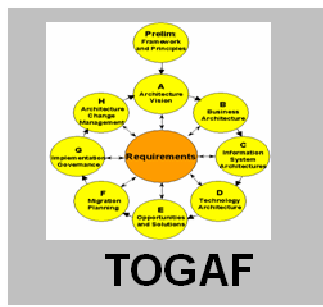 Prelim:
Framework
and Principles
A
Architecture
Vision
H
Architecture
Change
Management
B
Business
Architecture
G
Implementation
Governance
Requirements
C
Information
System
Architectures
F
Migration
Planning
D
Technology
Architecture
E
Opportunities
and Solutions
TOGAF